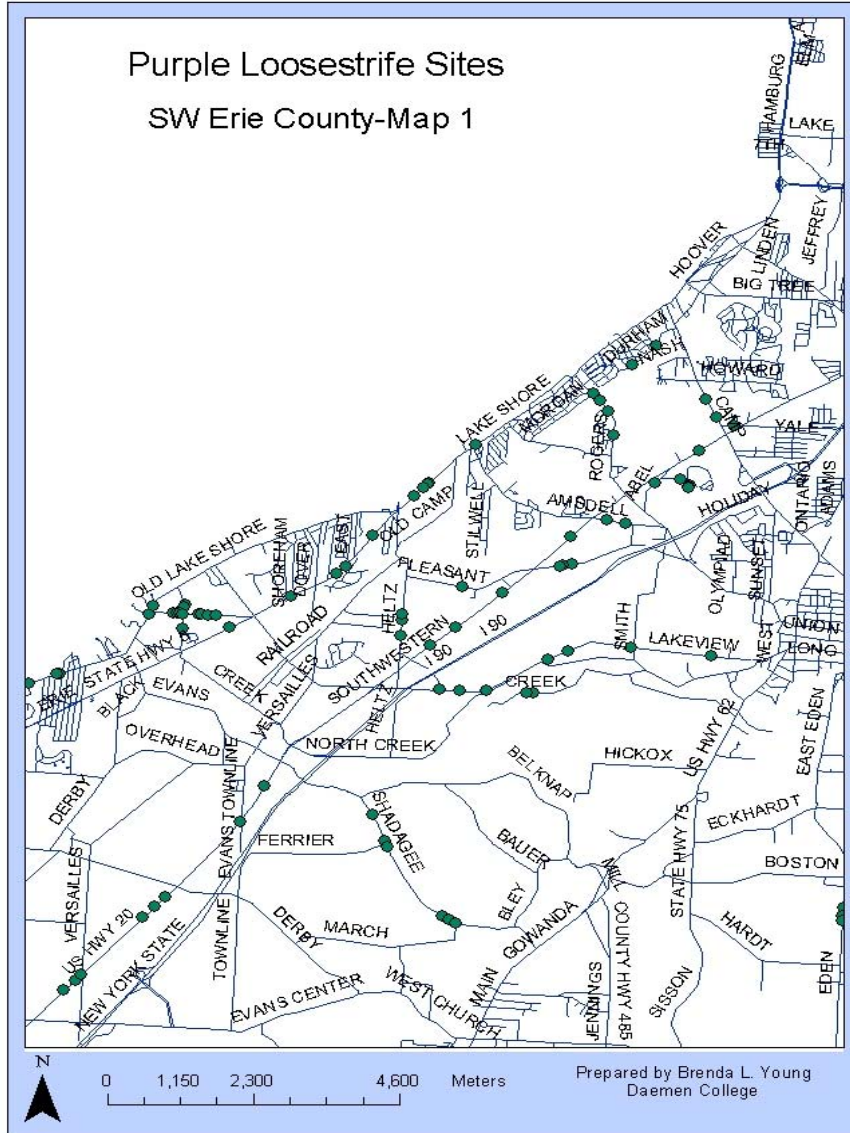 Purple Loosestrife Sites
SW Erie County-Map 1
HAMBURG
ELM
LAKE
7TH
HOOVER
LINDEN
JEFFREY
BIG TREE
DURHAM
NASH
HOWARD
LAKE SHORE
MORGAN
CAMP
YALE
ROGERS
ABEL
HOLIDAY
ONTARIO
ADAMS
OLD CAMP
STILWELL
AMSDELL
OLD LAKE SHORE
SHOREHAM
DOVER
EAST
PLEASANT
OLYMPIAD
SUNSET
HELTZ
RAILROAD
SOUTHWESTERN
I 90
I 90
SMITH
LAKEVIEW
WEST
UNION
LONG
ERIE
STATE HWY 5
BLACK
CREEK
EVANS
VERSAILLES
HELTZ
CREEK
OVERHEAD
NORTH CREEK
BELKNAP
HICKOX
US HWY 62
EAST EDEN
DERBY
EVANS TOWNLINE
SHADAGEE
FERRIER
BAUER
STATE HWY 75
ECKHARDT
BOSTON
VERSAILLES
US HWY 20
NEW YORK STATE
TOWNLINE
DERBY
MARCH
BLEY
GOWANDA
MILL
COUNTY HWY 485
HARDT
EDEN
EVANS CENTER
WEST CHURCH
MAIN
JENNINGS
SISSON
N
0 1,150 2,300 4,600 Meters
Prepared by Brenda L. Young
Daemen College